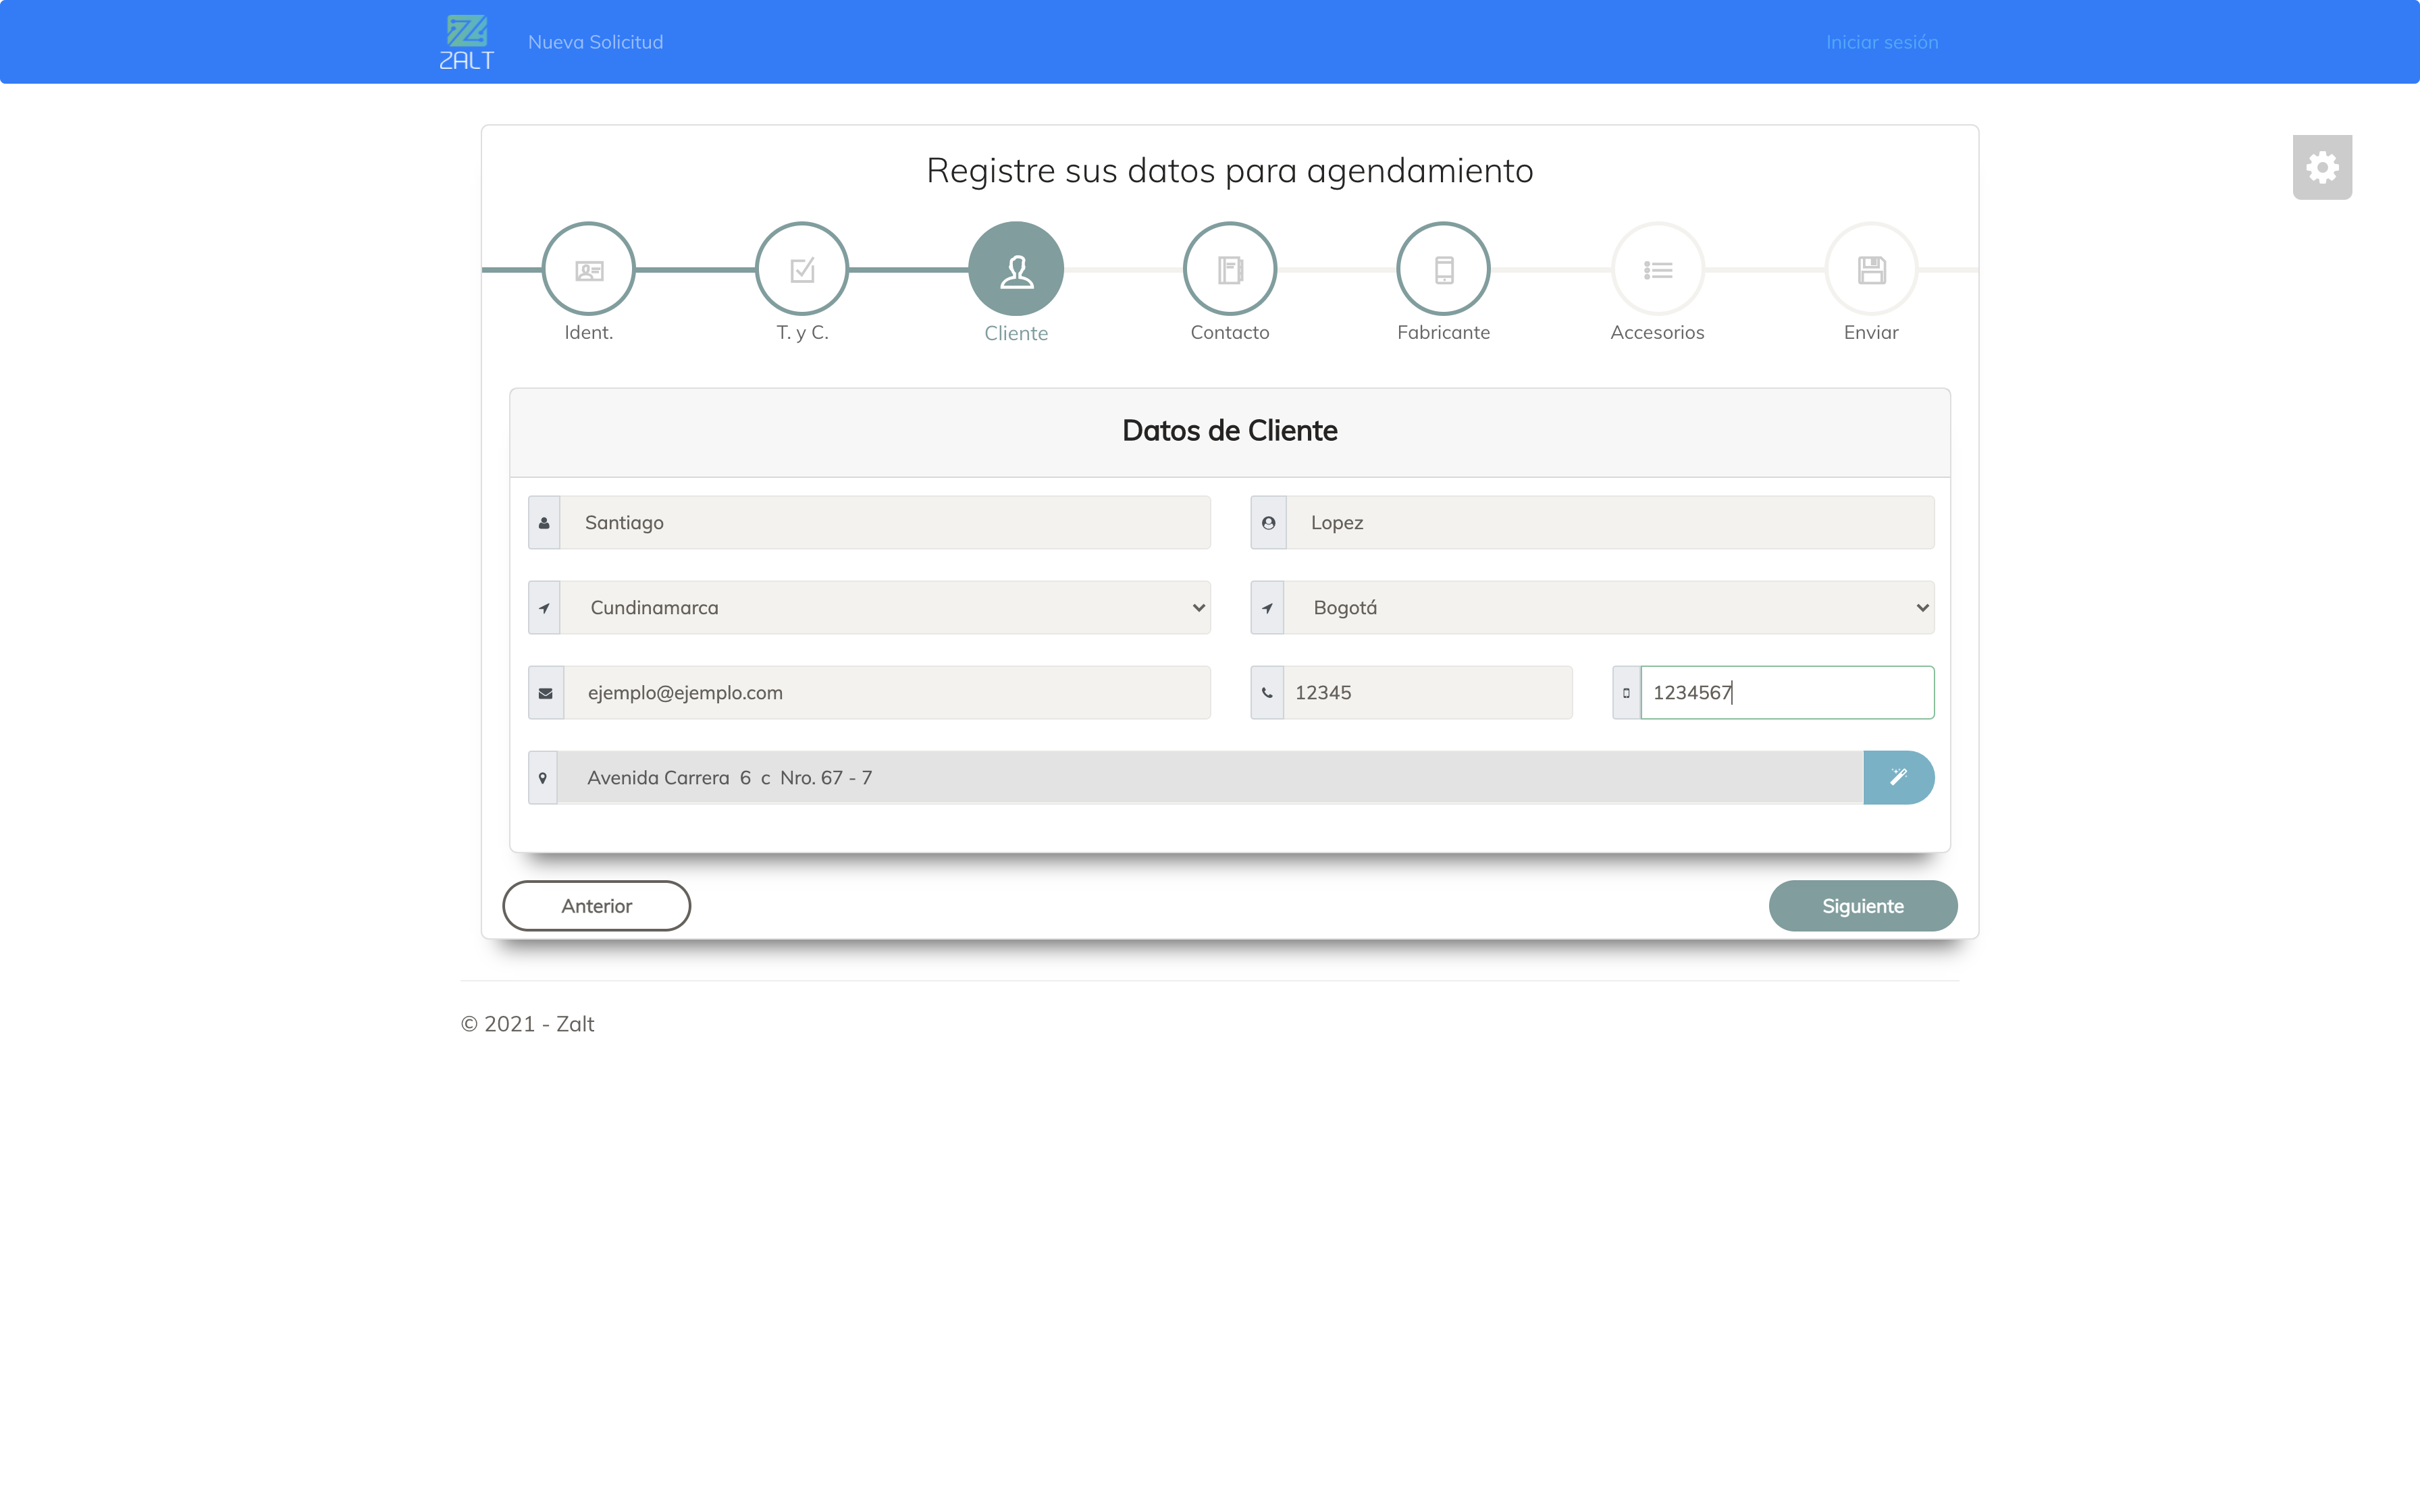 ZALT
Nueva Solicitud
Iniciar sesión
Registre sus datos para agendamiento
Ident.
T. y C.
Cliente
Contacto
Fabricante
Accesorios
Enviar
Datos de Cliente
Santiago
Lopez
Cundinamarca
Bogotá
ejemplo@ejemplo.com
12345
1234567
Avenida Carrera 6 c Nro. 67 - 7
Anterior
Siguiente
© 2021 - Zalt